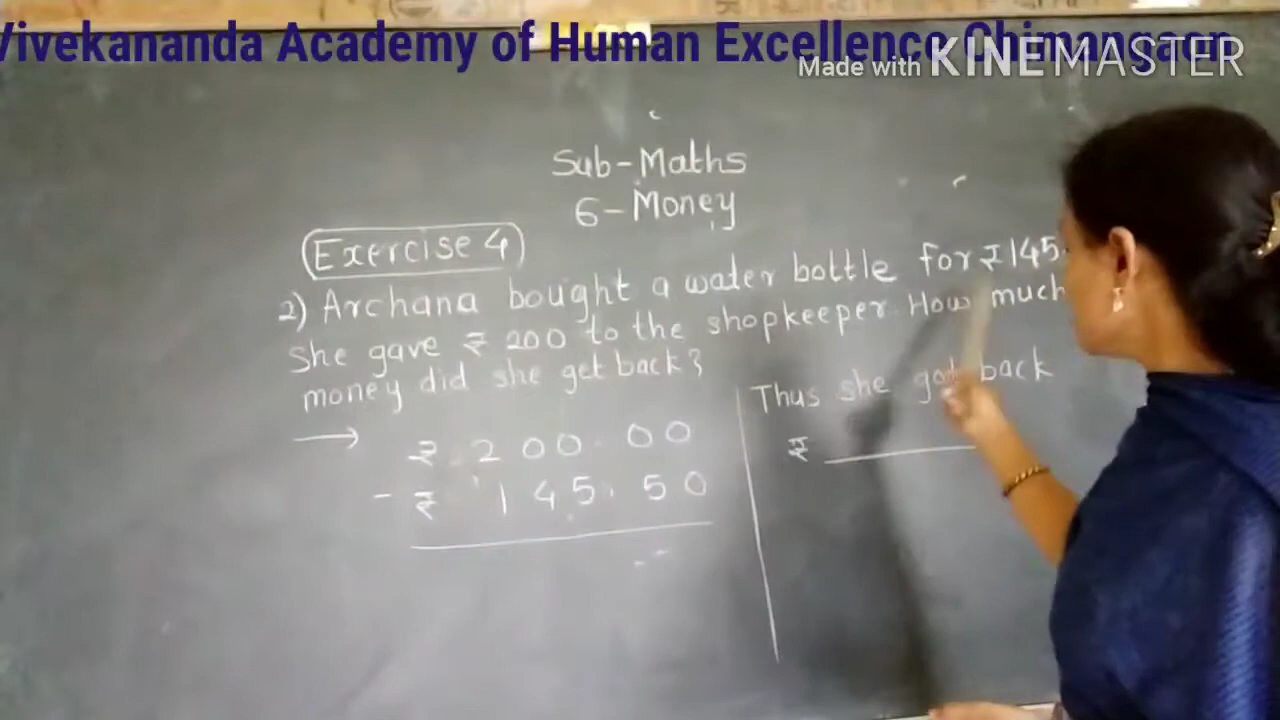 Vivekananda Academy of Human Excellence Chimangaon
Made with KINEMASTER
Sub-Maths
6-Money
Exercise 4
2) Archana bought a water bottle for ₹145.
She gave ₹ 200 to the shopkeeper. How much
money did she get back?
Thus she got back
₹
→ ₹ 200.00
- ₹ 145.50